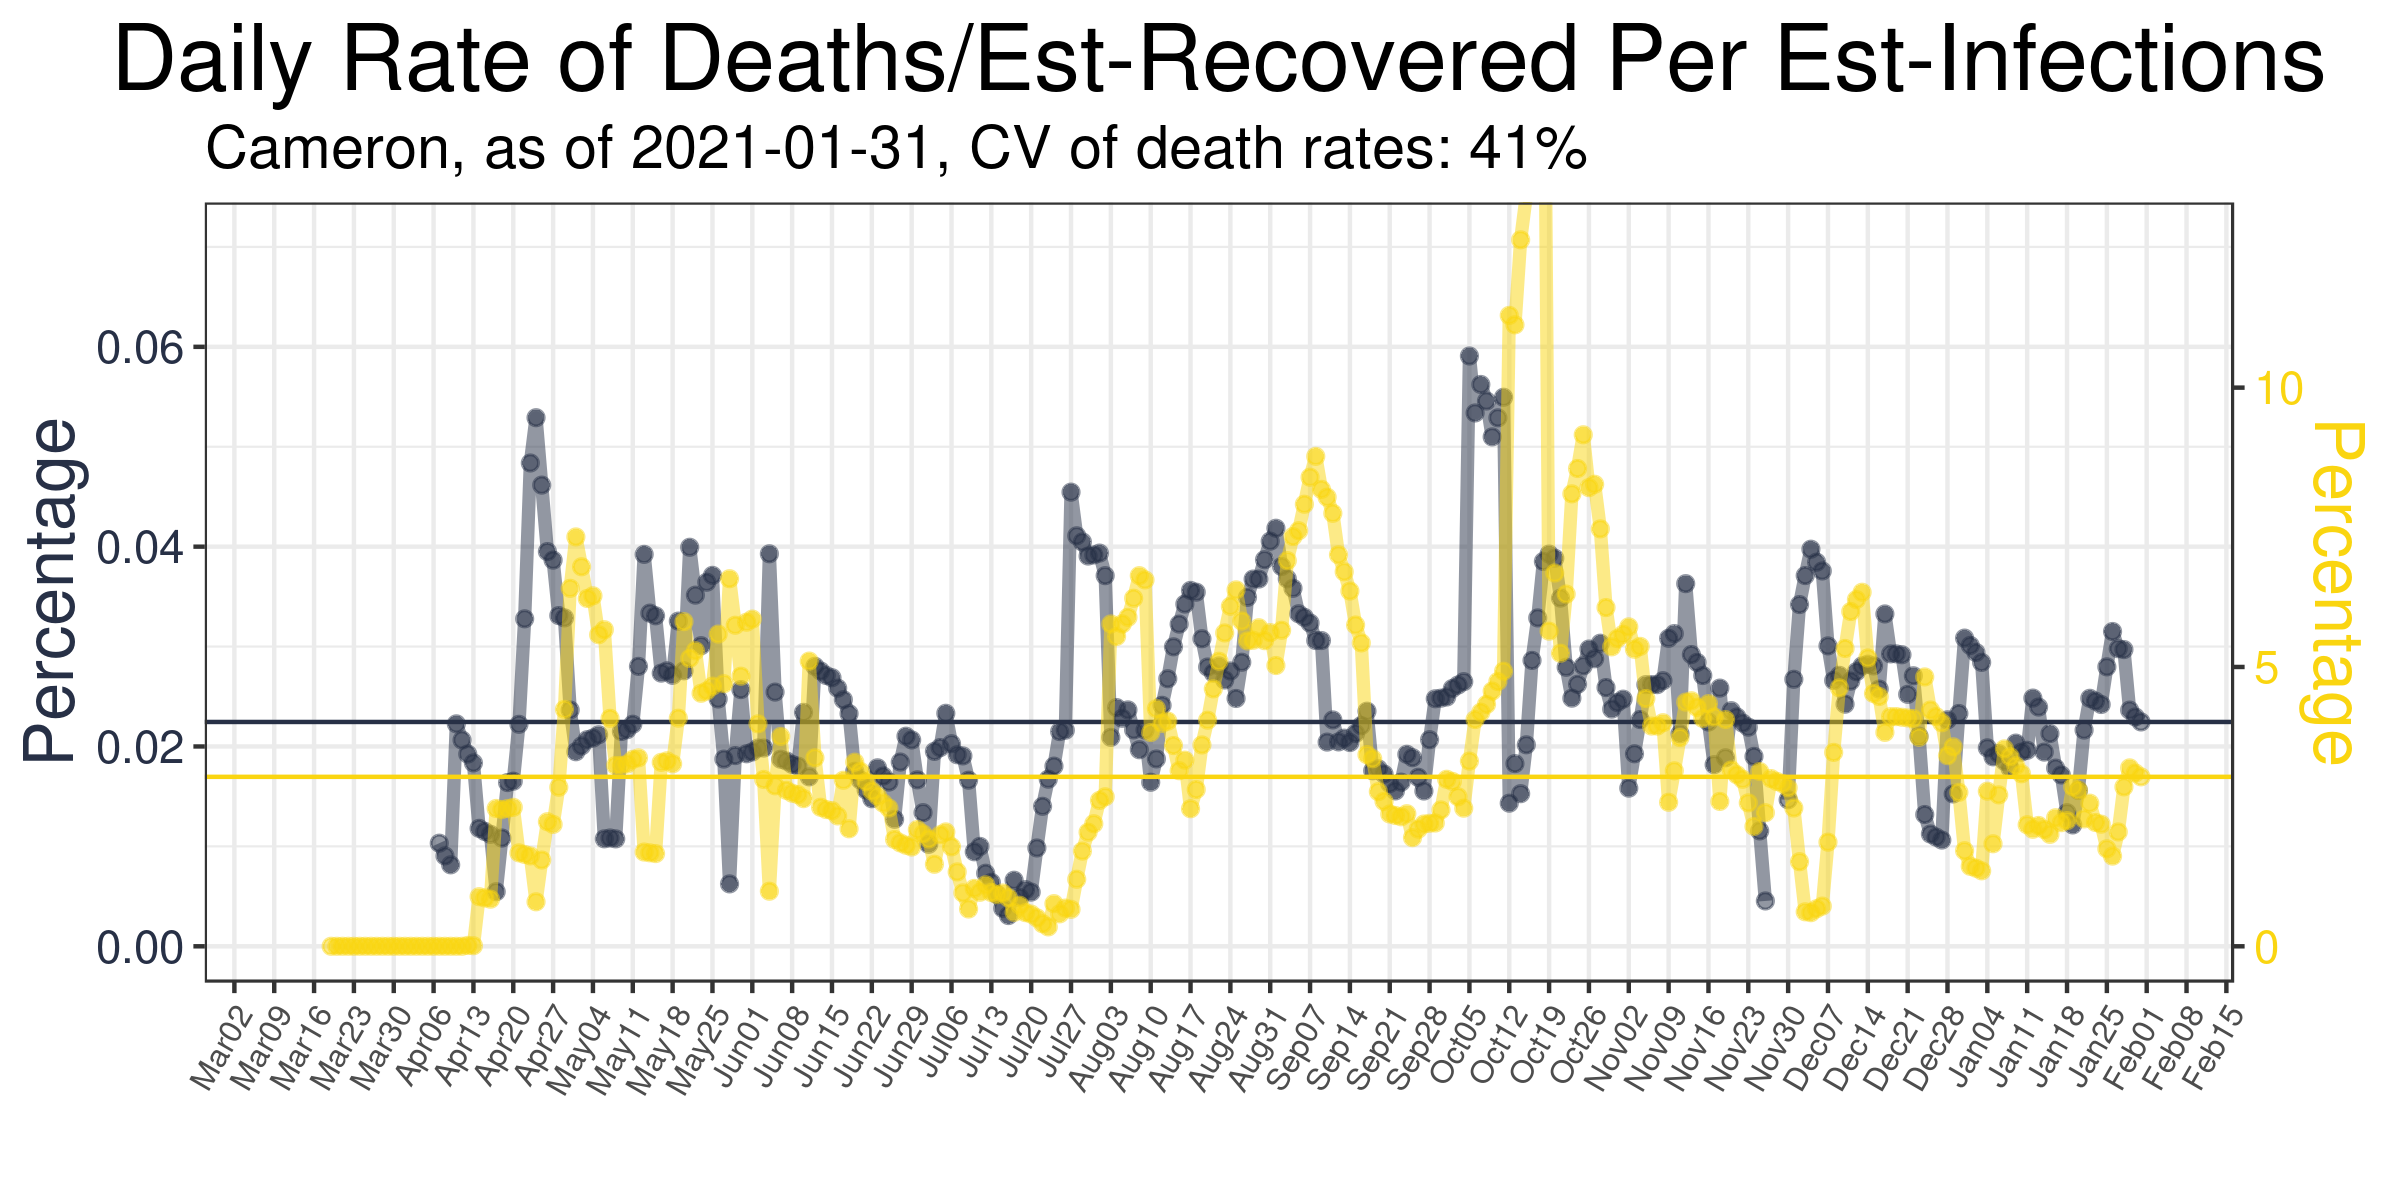 Daily Rate of Deaths/Est-Recovered Per Est-Infections
Cameron, as of 2021-01-31, CV of death rates: 41%
Percentage
0.06
0.04
0.02
0.00
10
5
0
Percentage
Mar02 Mar09 Mar16 Mar23 Mar30 Apr06 Apr13 Apr20 Apr27 May04 May11 May18 May25 Jun01 Jun08 Jun15 Jun22 Jun29 Jul06 Jul13 Jul20 Jul27 Aug03 Aug10 Aug17 Aug24 Aug31 Sep07 Sep14 Sep21 Sep28 Oct05 Oct12 Oct19 Oct26 Nov02 Nov09 Nov16 Nov23 Nov30 Dec07 Dec14 Dec21 Dec28 Jan04 Jan11 Jan18 Jan25 Feb01 Feb08 Feb15